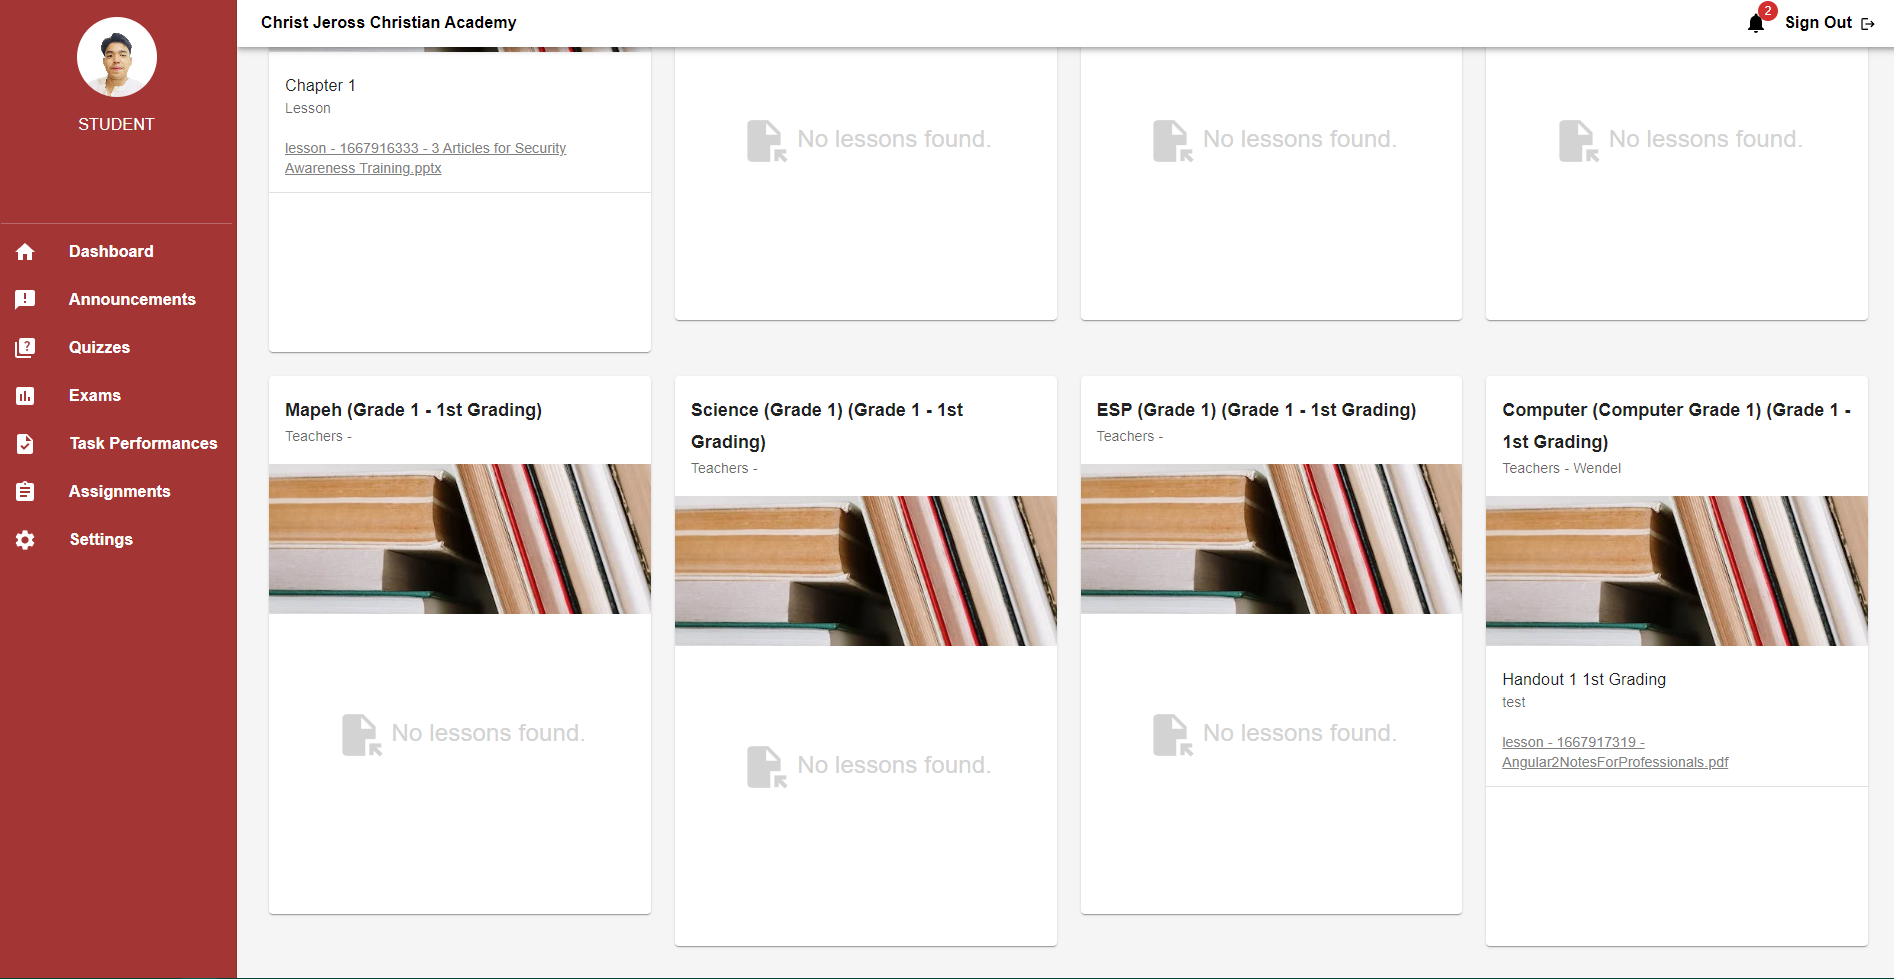 Christ Jeross Christian Academy
2
Sign Out
STUDENT
Dashboard
Announcements
Quizzes
Exams
Task Performances
Assignments
Settings
Chapter 1
Lesson
lesson - 1667916333 - 3 Articles for Security
Awareness Training.pptx
No lessons found.
No lessons found.
No lessons found.
Mapeh (Grade 1 - 1st Grading)
Teachers -
No lessons found.
Science (Grade 1) (Grade 1 - 1st
Grading)
Teachers -
No lessons found.
ESP (Grade 1) (Grade 1 - 1st Grading)
Teachers -
No lessons found.
Computer (Computer Grade 1) (Grade 1 -
1st Grading)
Teachers - Wendel
Handout 1 1st Grading
test
lesson - 1667917319 -
Angular2NotesForProfessionals.pdf